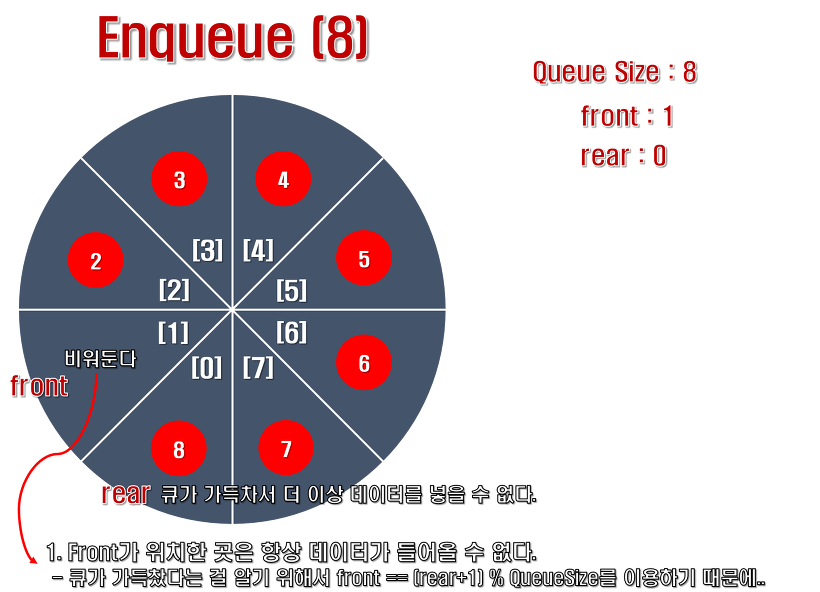 Enqueue (8)
Queue Size : 8
front : 1
rear : 0
3
4
2
5
[3]
[4]
[2]
[5]
[1]
[6]
[0]
[7]
비워둔다
front
6
8
7
rear 큐가 가득차서 더 이상 데이터를 넣을 수 없다.
1. Front가 위치한 곳은 항상 데이터가 들어올 수 없다.
- 큐가 가득찼다는 걸 알기 위해서 front == (rear+1) % QueueSize를 이용하기 때문에..